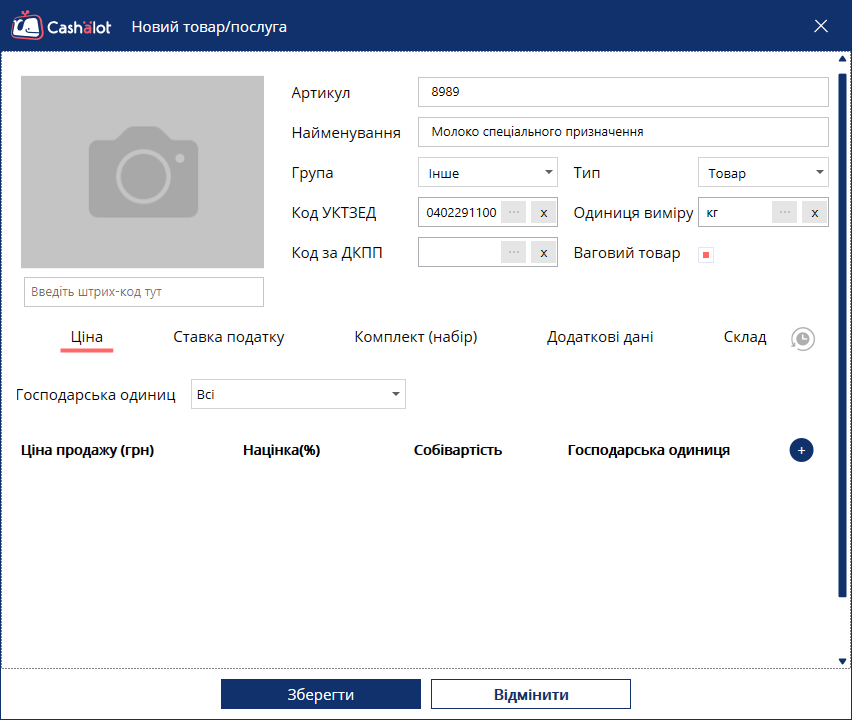 Cashalot Новий товар/послуга
Артикул 8989
Найменування Молоко спеціального призначення
Група Інше Тип Товар
Код УКТЗЕД 0402291100 ... x Одиниця виміру кг ... x
Код за ДКПП ... x Ваговий товар
Введіть штрих-код тут
Ціна Ставка податку Комплект (набір) Додаткові дані Склад
Господарська одиниц Всі
Ціна продажу (грн) Націнка(%) Собівартість Господарська одиниця +
Зберегти Відмінити